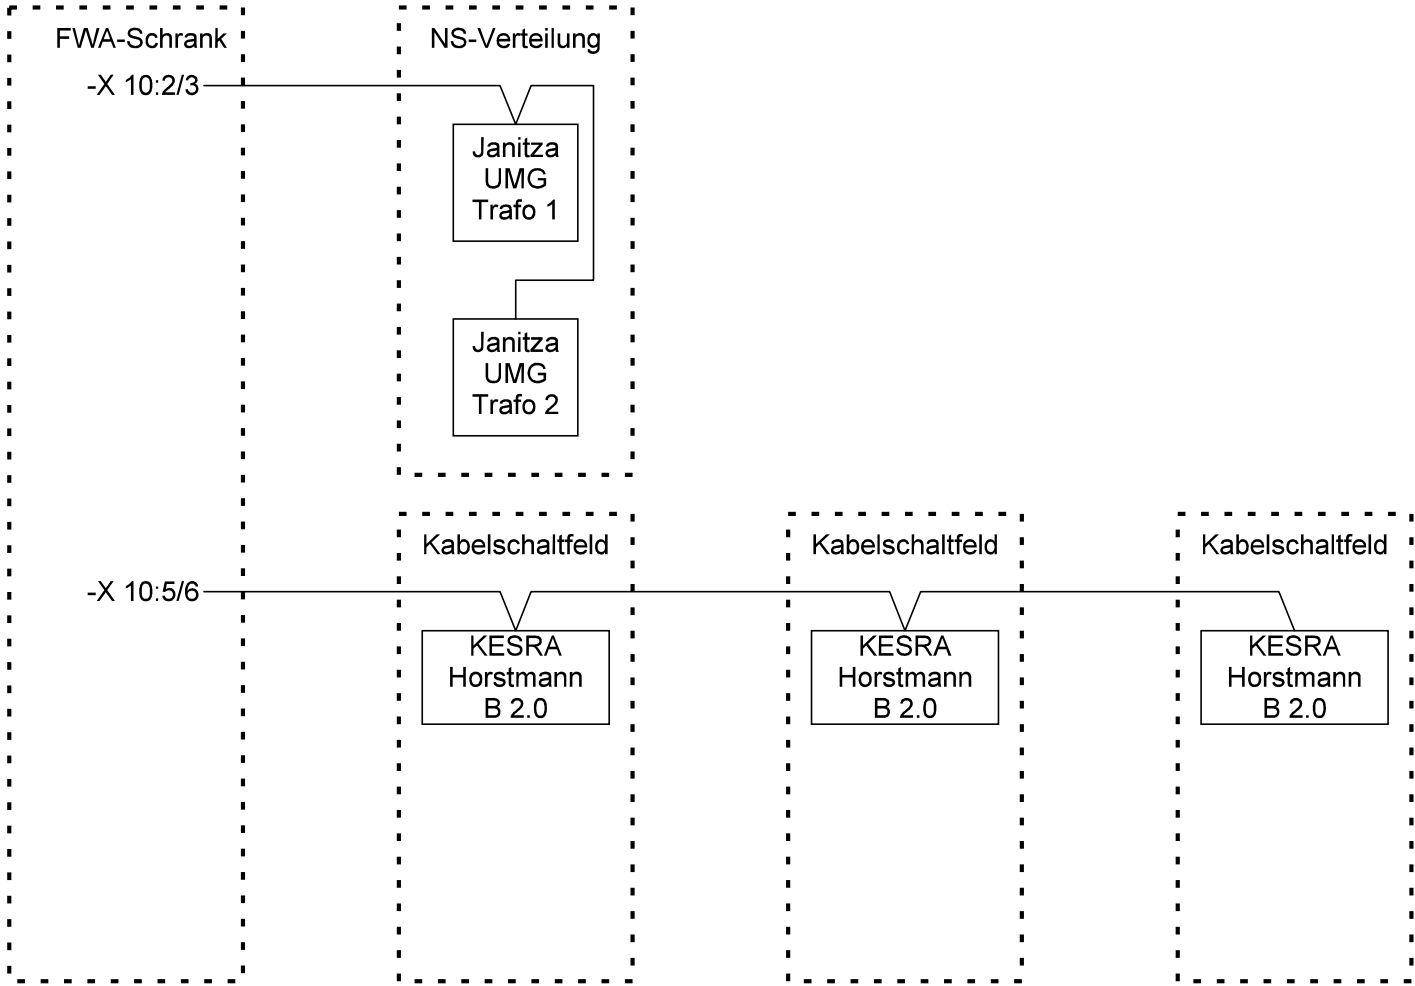 FWA-Schrank
NS-Verteilung
-X 10:2/3
Janitza
UMG
Trafo 1
Janitza
UMG
Trafo 2
Kabelschaltfeld
Kabelschaltfeld
Kabelschaltfeld
-X 10:5/6
KESRA
Horstmann
B 2.0
KESRA
Horstmann
B 2.0
KESRA
Horstmann
B 2.0